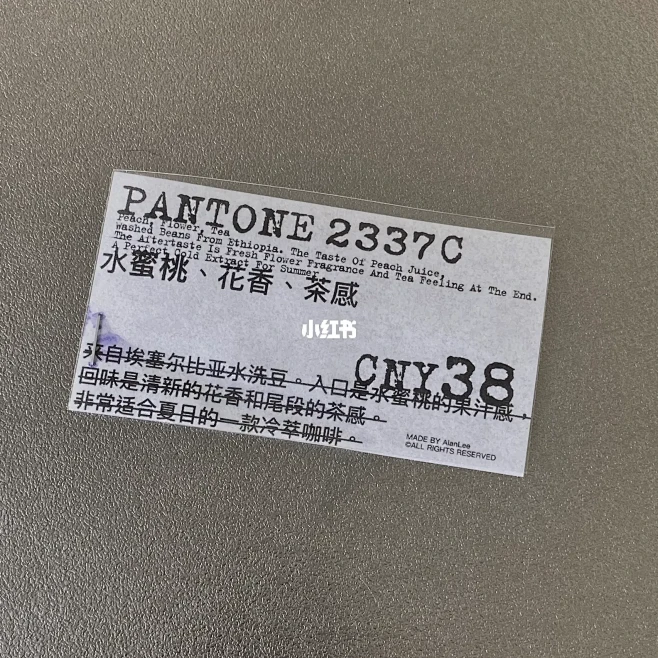 PANTONE 2337C
Peach, Flower, Tea
Washed Beans From Ethiopia. The Taste Of Peach Juice,
The Aftertaste Is Fresh Flower Fragrance And Tea Feeling At The End.
A Perfect Cold Extract For Summer
水蜜桃、花香、茶感
小红书
CNY38
来自埃塞尔比亚水洗豆。入口是水蜜桃的果汁感，
回味是清新的花香和尾段的茶感。
非常适合夏日的一款冷萃咖啡。
MADE BY AlanLee
©ALL RIGHTS RESERVED